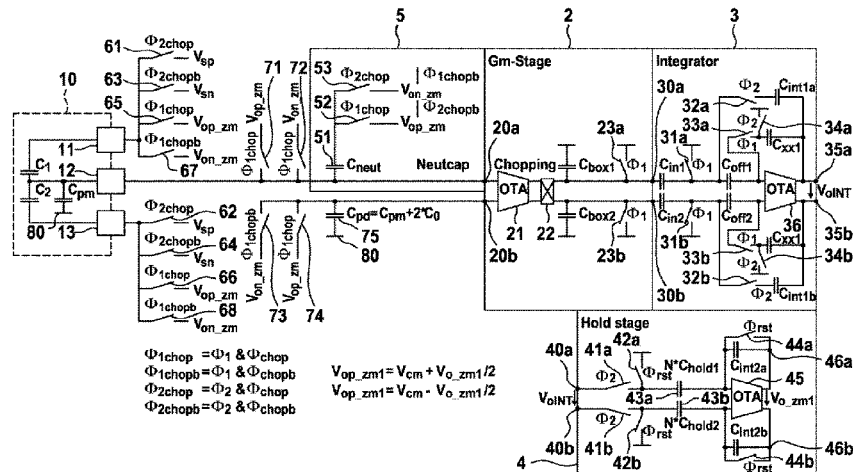 5
2
3
Gm-Stage
Integrator
61
Φ2chop
Vsp
63
Φ2chopb
Vsn
65
Φ1chop
Vop_zm
Φ1chopb
Von_zm
67
10
11
12
13
C1
C2
Cpm
80
71
72
Vop_zm
Von_zm
Φ1chop
Φ1chopb
53
Φ2chop
Φ1chopb
Von_zm
52
Φ1chop
Φ2chopb
Vop_zm
51
Cneut
Neutcap
20a
Chopping
OTA
21
22
20b
Cbox1
Cbox2
23a
Φ1
23b
Φ1
30a
30b
Cin1
Cin2
31a
Φ1
31b
Φ1
Coff1
Coff2
32a
Φ2
Cint1a
33a
Φ2
Φ1
Cxx1
34a
35a
VoINT
OTA
36
35b
33b
Φ1
Cxx1
Φ2
34b
32b
Φ2
Cint1b
Cpd=Cpm+2*C0
75
80
62
Φ2chop
Vsp
64
Φ2chopb
Vsn
66
Φ1chop
Vop_zm
68
Φ1chopb
Von_zm
Φ1chopb
Φ1chop
Von_zm
Vop_zm
73
74
Φ1chop =Φ1 & Φchop
Φ1chopb=Φ1 & Φchopb
Φ2chop =Φ2 & Φchop
Φ2chopb=Φ2 & Φchopb
Vop_zm1= Vcm + Vo_zm1/2
Vop_zm1= Vcm - Vo_zm1/2
Hold stage
40a
41a
42a
Φrst
N*Chold1
VoINT
Φ2
43a
43b
40b
Φ2
41b
Φrst
42b
N*Chold2
4
Φrst
44a
Cint2a
45
46a
OTA
Vo_zm1
Cint2b
46b
Φrst
44b